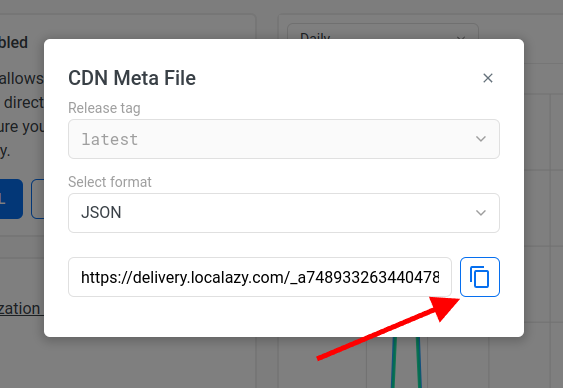 bled
Daily
allows
direct
ure you
y.
L
zation
CDN Meta File
Release tag
latest
Select format
JSON
https://delivery.localazy.com/_a748933263440478